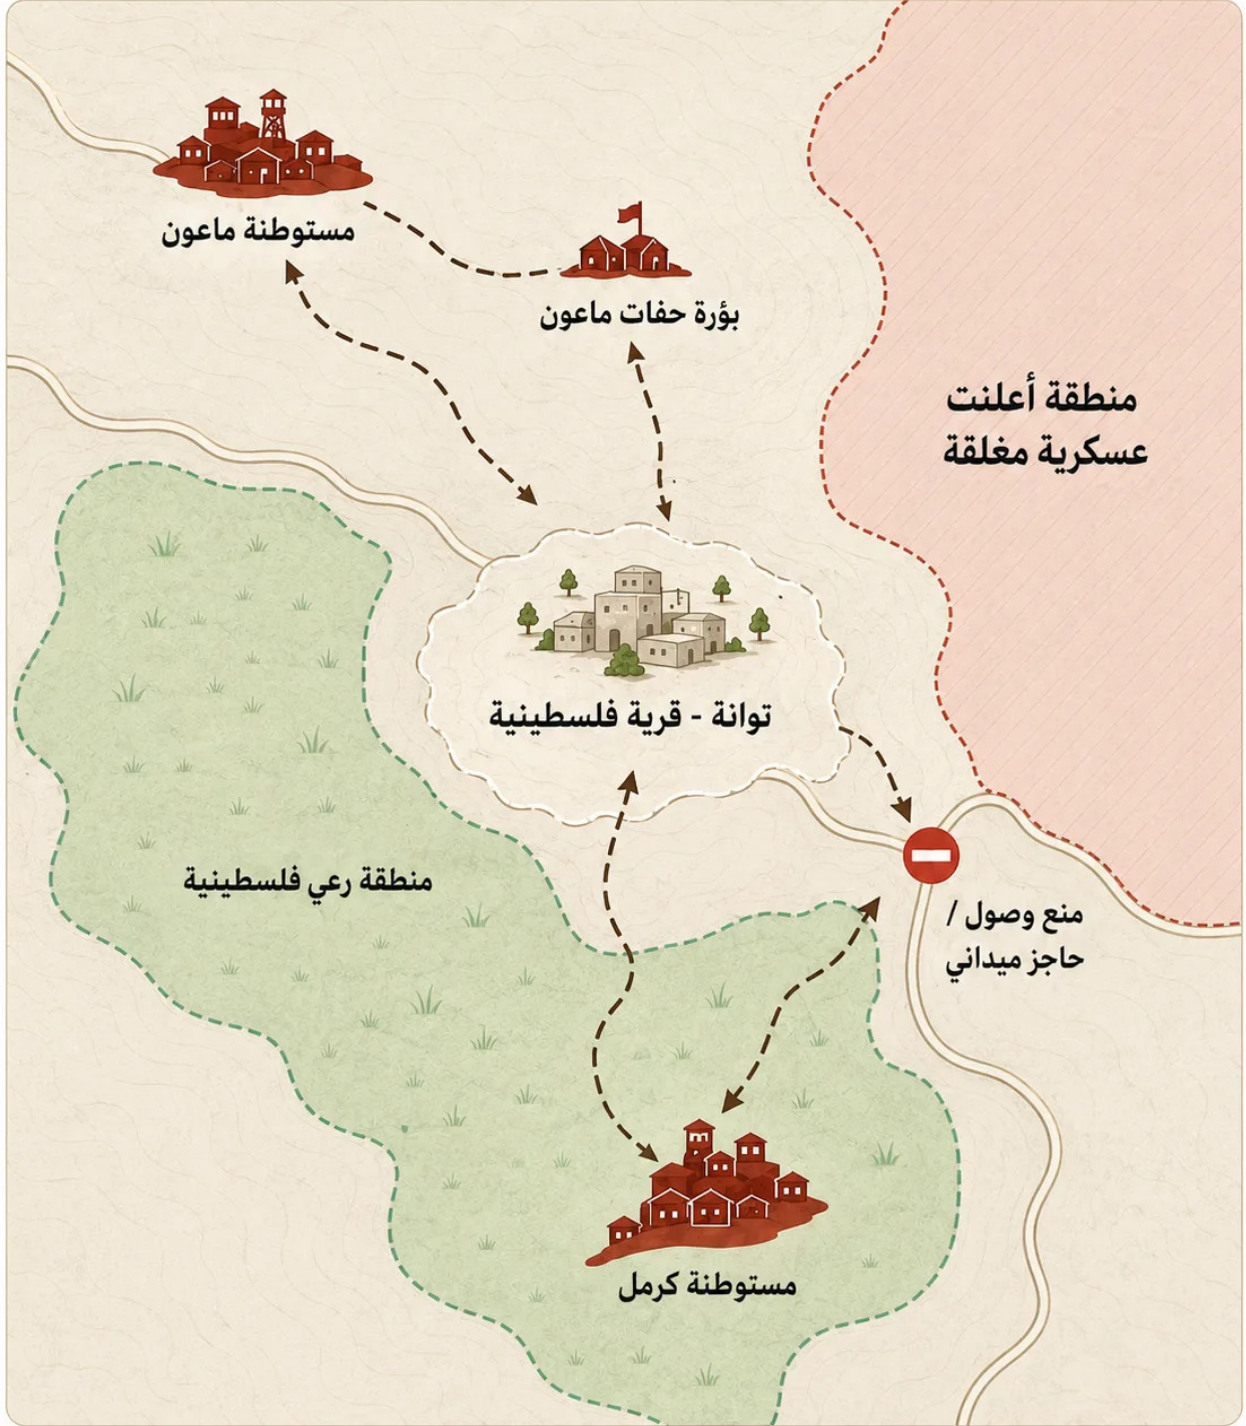 مستوطنة ماعون
بؤرة حفات ماعون
منطقة أعلنت
عسكرية مغلقة
توانة - قرية فلسطينية
منطقة رعي فلسطينية
منع وصول /
حاجز ميداني
مستوطنة كرمل